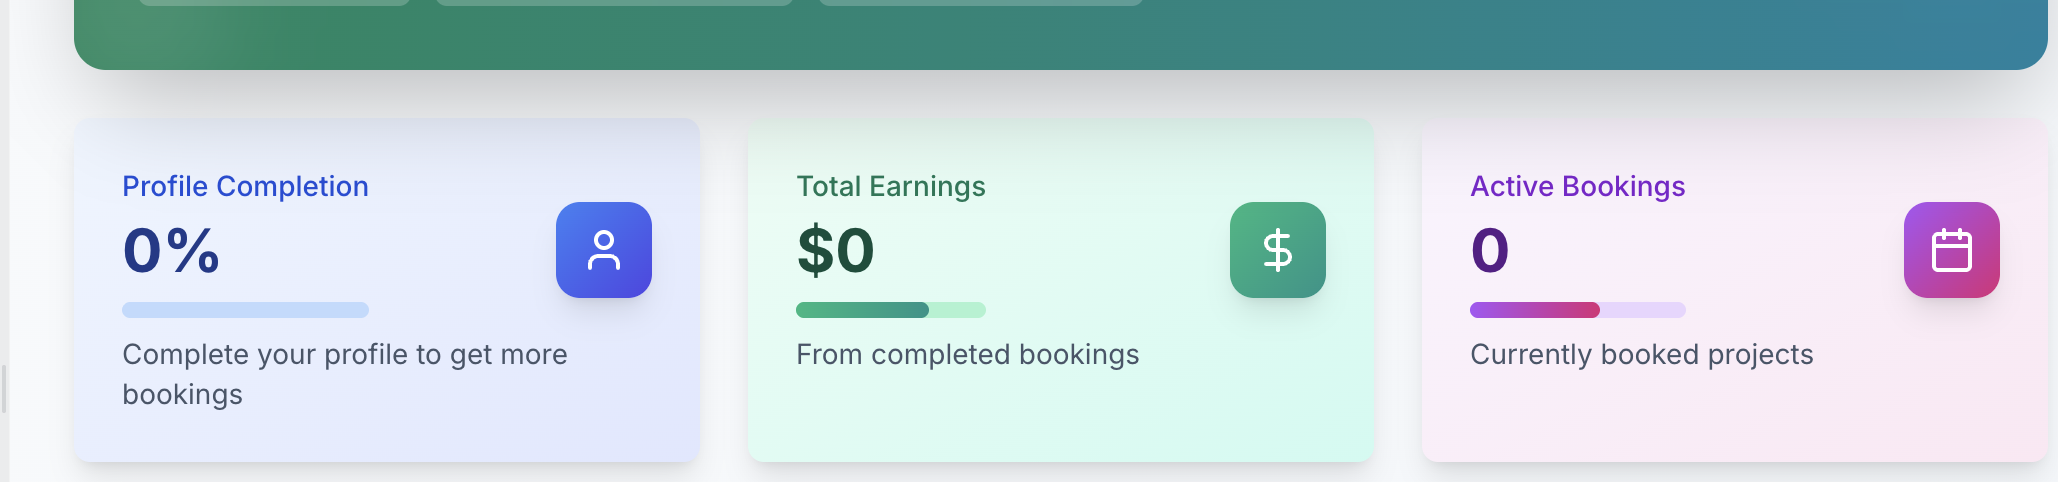 Profile Completion
0%
Complete your profile to get more
bookings
Total Earnings
$0
From completed bookings
Active Bookings
0
Currently booked projects